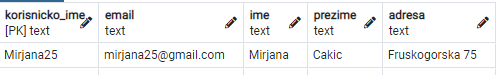 korisnicko_ime email ime prezime adresa
[PK] text text text text text
Mirjana25 mirjana25@gmail.com Mirjana Cakic Fruskogorska 75